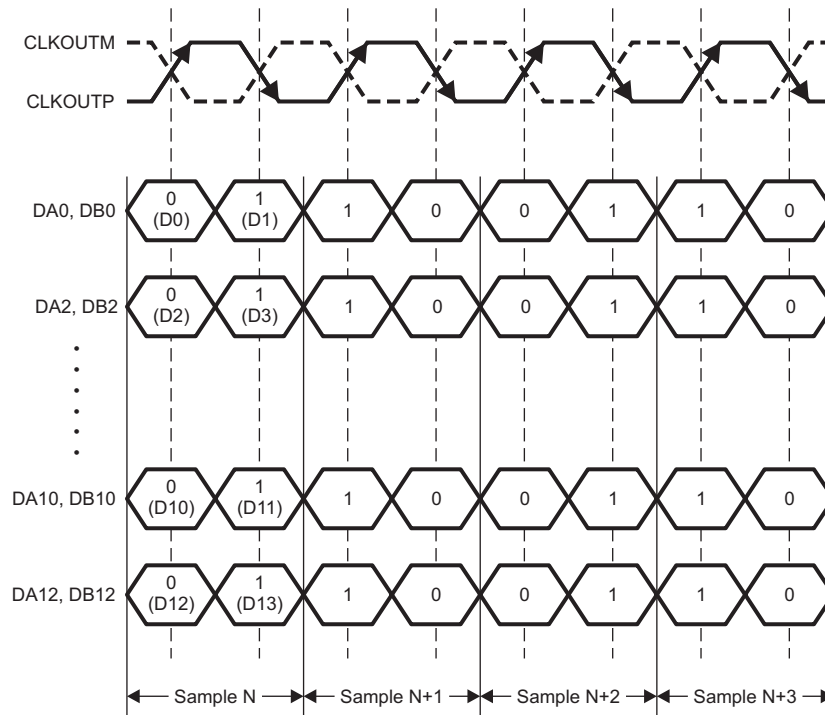 CLKOUTM
CLKOUTP
DA0, DB0
0
(D0)
1
(D1)
1
0
0
1
1
0
DA2, DB2
0
(D2)
1
(D3)
1
0
0
1
1
0
DA10, DB10
0
(D10)
1
(D11)
1
0
0
1
1
0
DA12, DB12
0
(D12)
1
(D13)
1
0
0
1
1
0
Sample N
Sample N+1
Sample N+2
Sample N+3